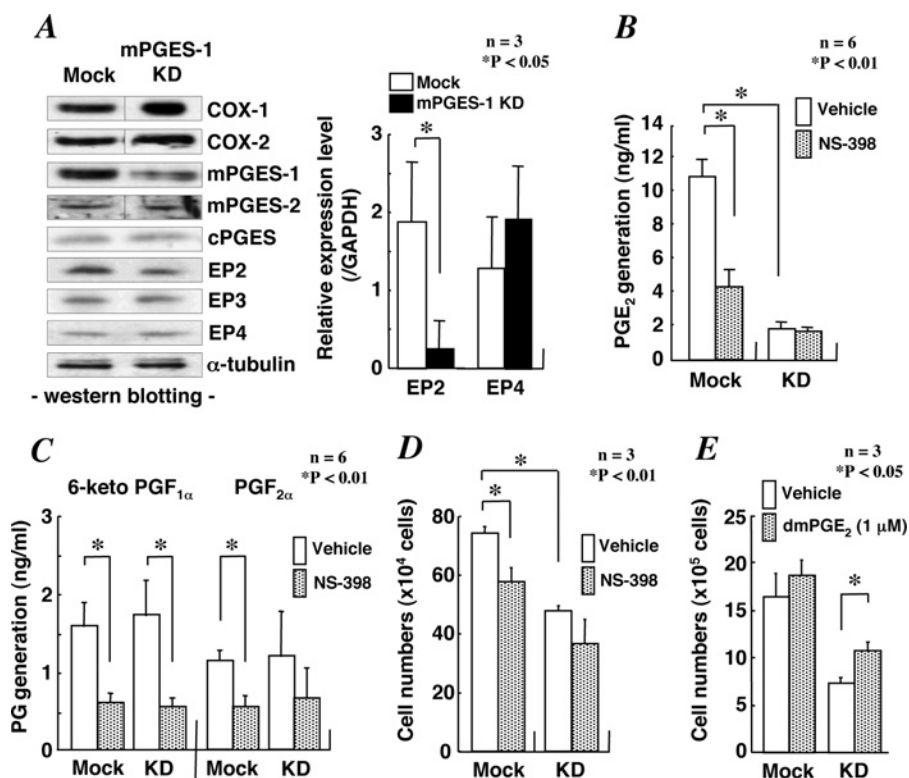 A
mPGES-1
Mock KD
COX-1
COX-2
mPGES-1
mPGES-2
cPGES
EP2
EP3
EP4
α-tubulin
- western blotting -
n = 3
*P < 0.05
Mock
mPGES-1 KD
Relative expression level
(/GAPDH)
3
2
1
0
*
EP2 EP4
B
n = 6
*P < 0.01
Vehicle
NS-398
PGE₂ generation (ng/ml)
14
12
10
8
6
4
2
0
*
*
Mock KD
C
n = 6
*P < 0.01
6-keto PGF₁α PGF₂α
Vehicle
NS-398
PG generation (ng/ml)
3
2
1
0
* * *
Mock KD Mock KD
D
n = 3
*P < 0.01
Vehicle
NS-398
Cell numbers (x10⁴ cells)
80
60
40
20
0
*
*
Mock KD
E
n = 3
*P < 0.05
Vehicle
dmPGE₂ (1 μM)
Cell numbers (x10⁵ cells)
25
20
15
10
5
0
*
Mock KD